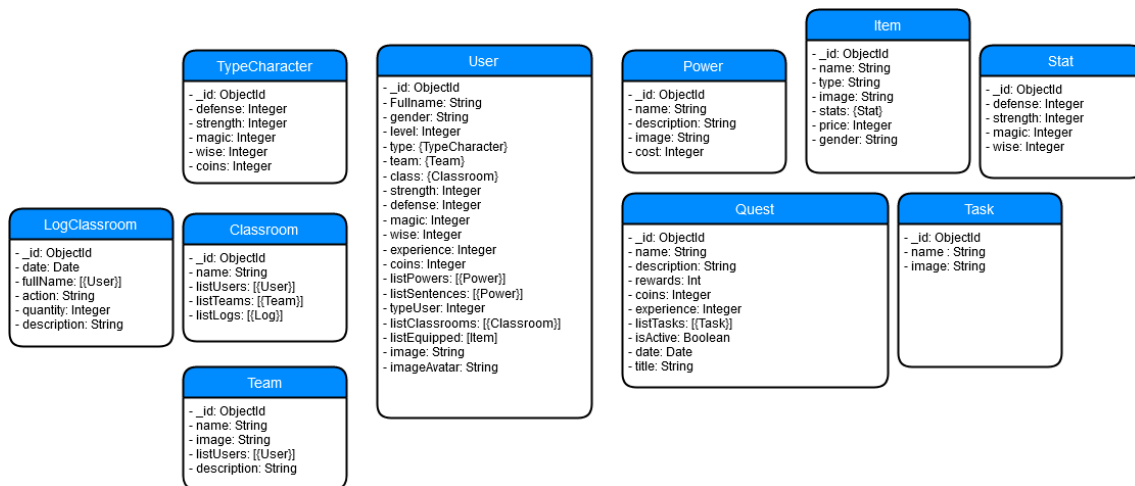 TypeCharacter
- _id: ObjectId
- defense: Integer
- strength: Integer
- magic: Integer
- wise: Integer
- coins: Integer
User
- _id: ObjectId
- Fullname: String
- gender: String
- level: Integer
- type: {TypeCharacter}
- team: {Team}
- class: {Classroom}
- strength: Integer
- defense: Integer
- magic: Integer
- wise: Integer
- experience: Integer
- coins: Integer
- listPowers: [{Power}]
- listSentences: [{Power}]
- typeUser: Integer
- listClassrooms: [{Classroom}]
- listEquipped: [Item]
- image: String
- imageAvatar: String
Power
- _id: ObjectId
- name: String
- description: String
- image: String
- cost: Integer
Item
- _id: ObjectId
- name: String
- type: String
- image: String
- stats: {Stat}
- price: Integer
- gender: String
Stat
- _id: ObjectId
- defense: Integer
- strength: Integer
- magic: Integer
- wise: Integer
LogClassroom
- _id: ObjectId
- date: Date
- fullName: [{User}]
- action: String
- quantity: Integer
- description: String
Classroom
- _id: ObjectId
- name: String
- listUsers: [{User}]
- listTeams: [{Team}]
- listLogs: [{Log}]
Quest
- _id: ObjectId
- name: String
- description: String
- rewards: Int
- coins: Integer
- experience: Integer
- listTasks: [{Task}]
- isActive: Boolean
- date: Date
- title: String
Task
- _id: ObjectId
- name : String
- image: String
Team
- _id: ObjectId
- name: String
- image: String
- listUsers: [{User}]
- description: String